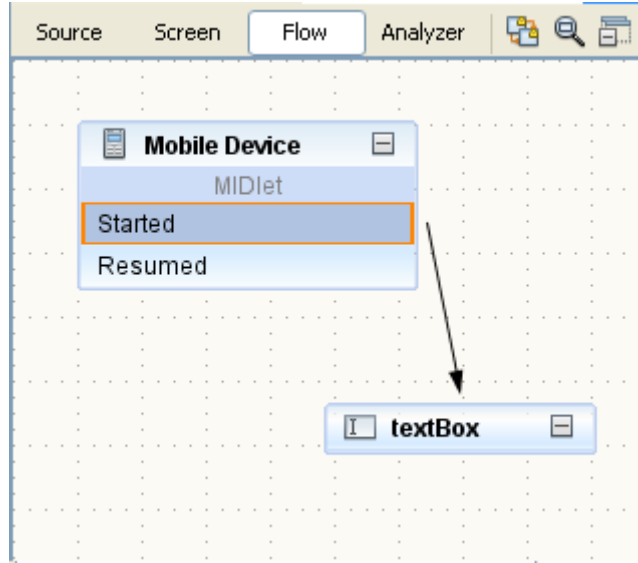 Source Screen Flow Analyzer
Mobile Device
MIDlet
Started
Resumed
textBox